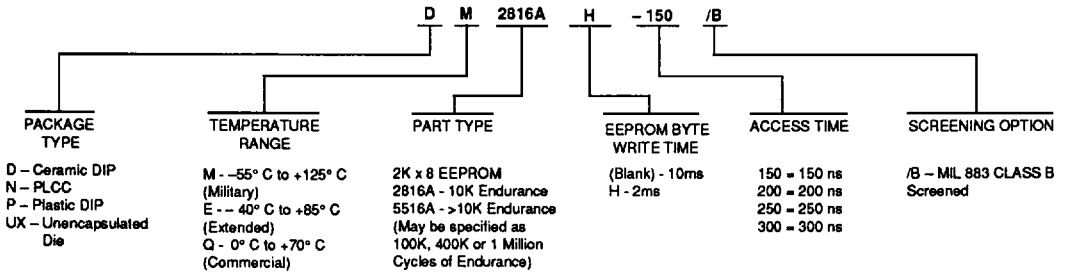 D M 2816A H -150 /B
PACKAGE
TYPE
D – Ceramic DIP
N – PLCC
P – Plastic DIP
UX – Unencapsulated
Die
TEMPERATURE
RANGE
M - –55° C to +125° C
(Military)
E - – 40° C to +85° C
(Extended)
Q - 0° C to +70° C
(Commercial)
PART TYPE
2K x 8 EEPROM
2816A - 10K Endurance
5516A - >10K Endurance
(May be specified as
100K, 400K or 1 Million
Cycles of Endurance)
EEPROM BYTE
WRITE TIME
(Blank) - 10ms
H - 2ms
ACCESS TIME
150 = 150 ns
200 = 200 ns
250 = 250 ns
300 = 300 ns
SCREENING OPTION
/B – MIL 883 CLASS B
Screened